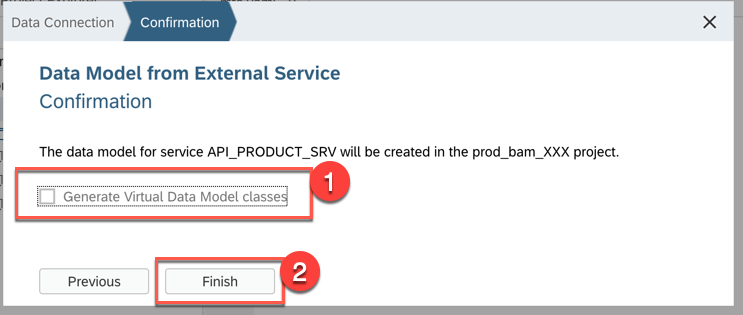 Data Connection
Confirmation
Data Model from External Service
Confirmation
The data model for service API_PRODUCT_SRV will be created in the prod_bam_XXX project.
1
Generate Virtual Data Model classes
Previous
Finish
2